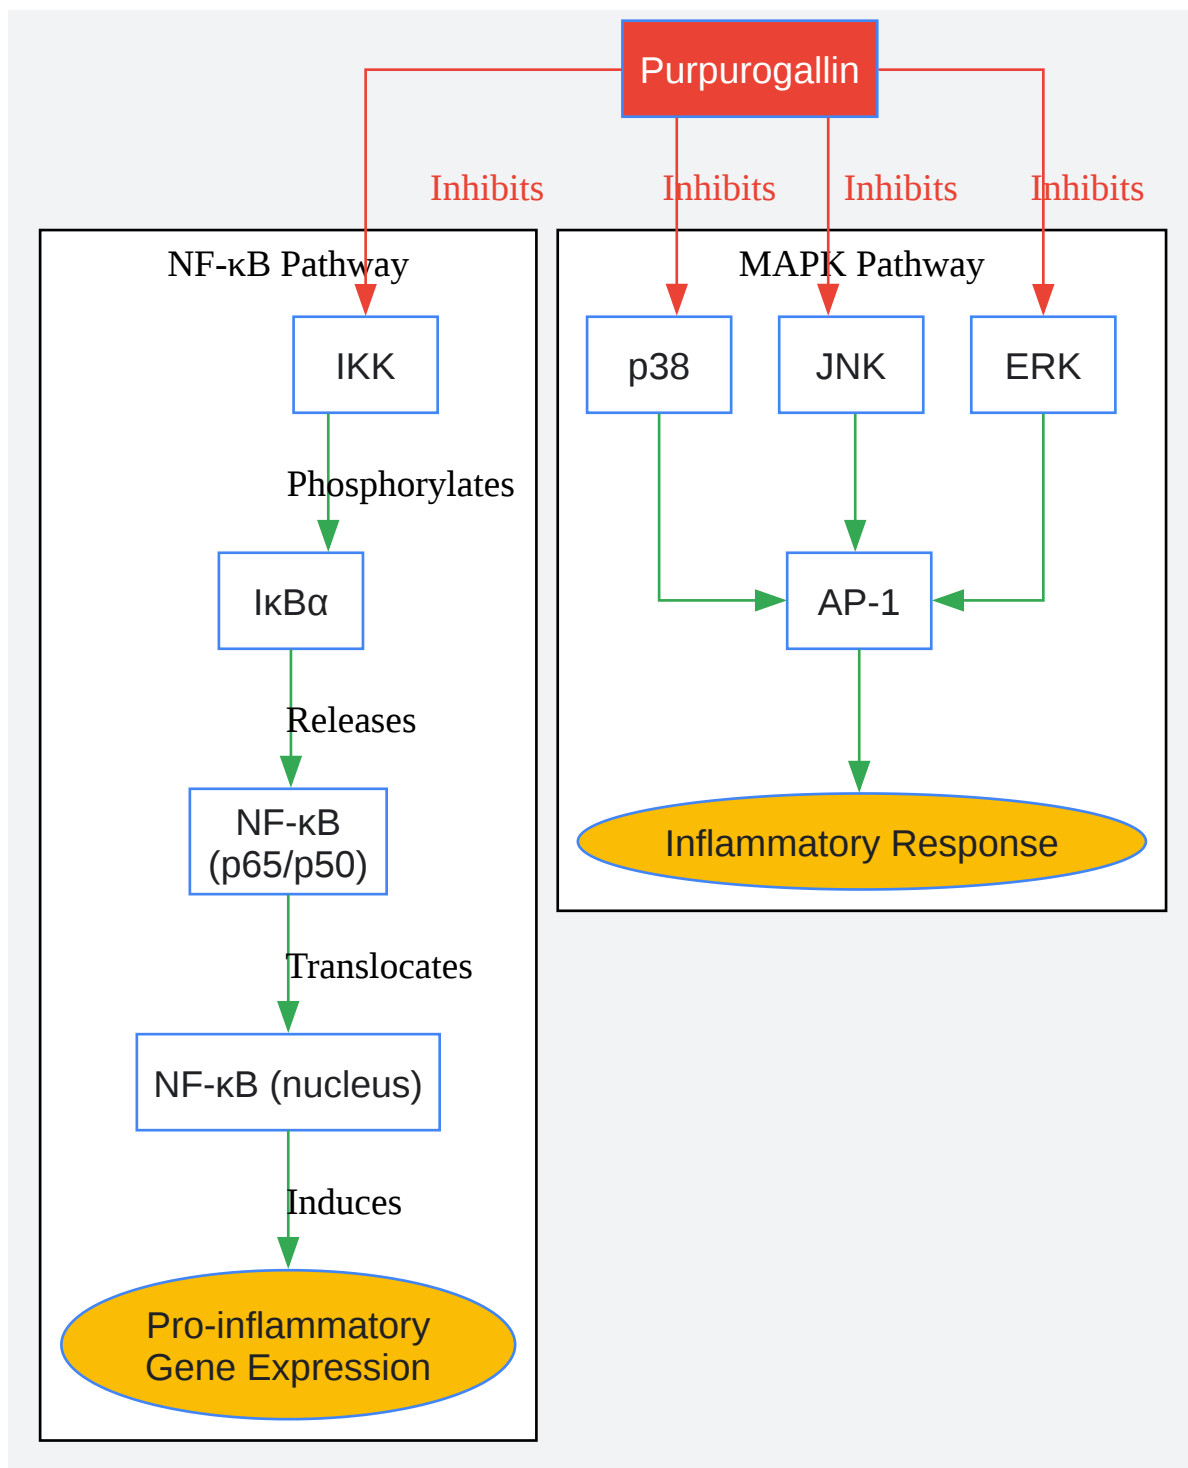 Purpurogallin
Inhibits
Inhibits
Inhibits
Inhibits
NF-κB Pathway
MAPK Pathway
IKK
p38
JNK
ERK
Phosphorylates
IκBα
AP-1
Releases
NF-κB
(p65/p50)
Inflammatory Response
Translocates
NF-κB (nucleus)
Induces
Pro-inflammatory
Gene Expression